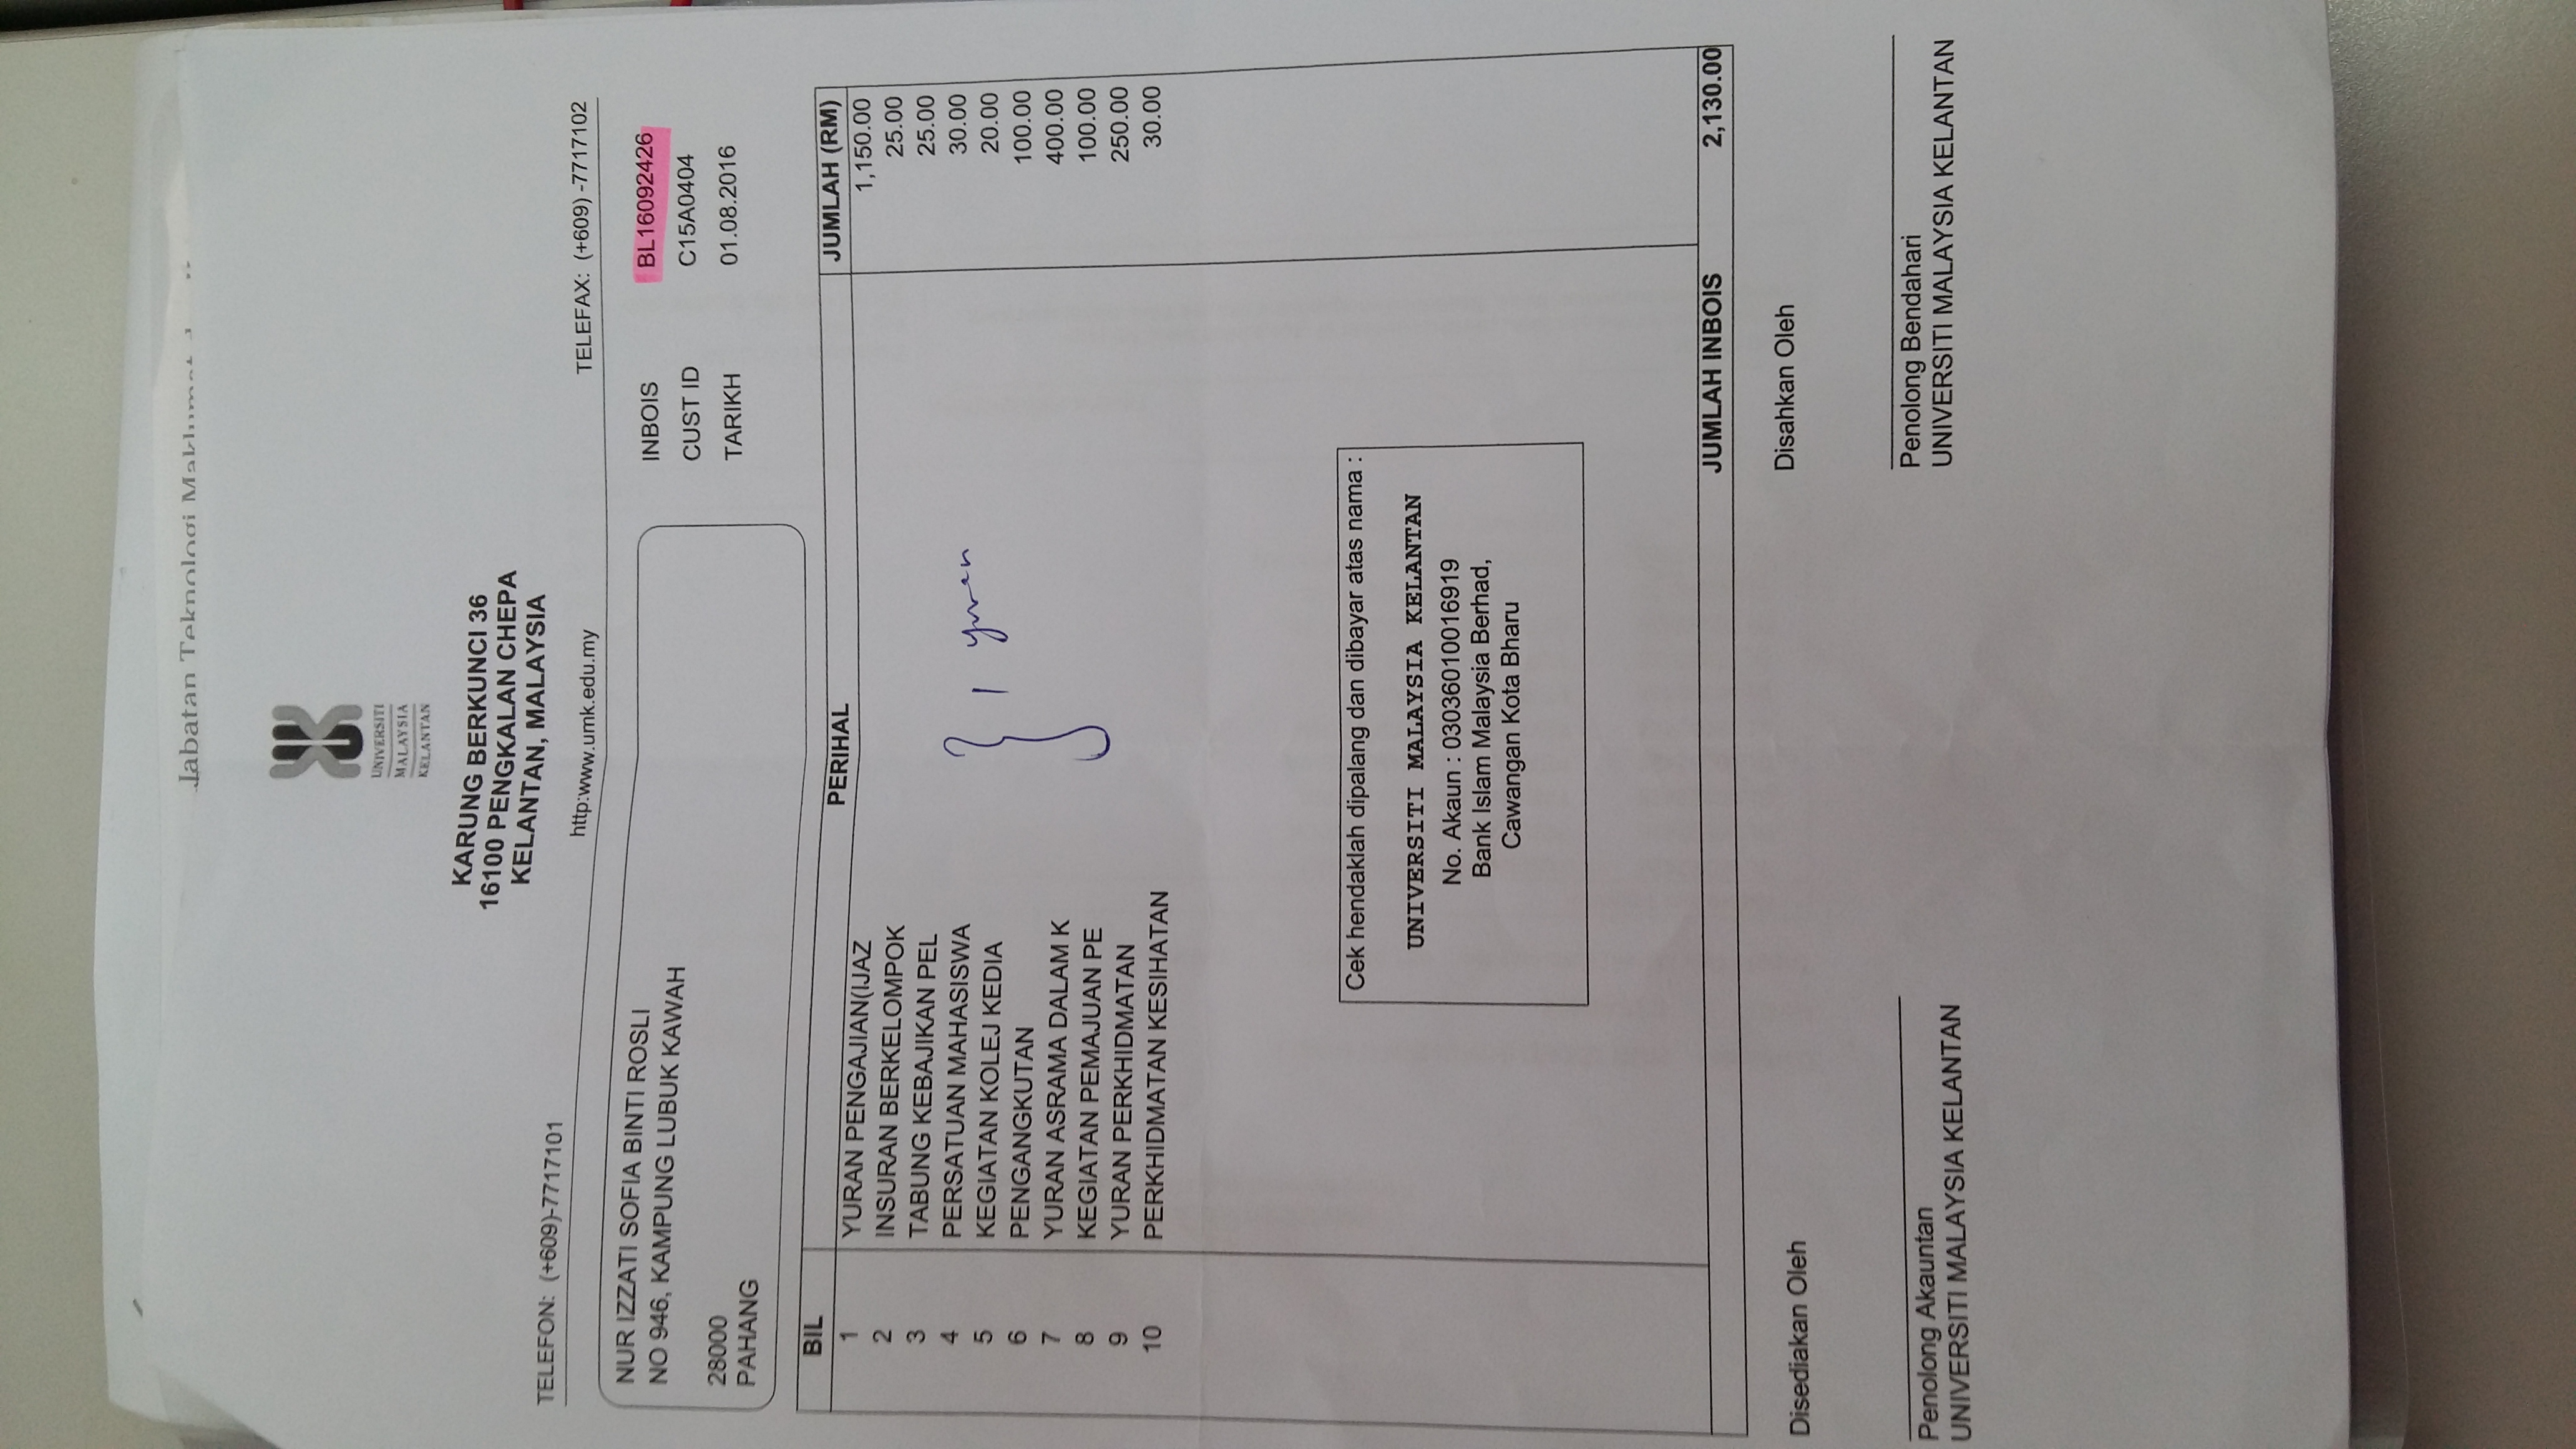 Jabatan Teknologi Maklumat
UNIVERSITI
MALAYSIA
KELANTAN
KARUNG BERKUNCI 36
16100 PENGKALAN CHEPA
KELANTAN, MALAYSIA
TELEFON: (+609)-7717101
http:www.umk.edu.my
TELEFAX: (+609) -7717102
NUR IZZATI SOFIA BINTI ROSLI
NO 946, KAMPUNG LUBUK KAWAH
28000
PAHANG
INBOIS BL16092426
CUST ID C15A0404
TARIKH 01.08.2016
BIL PERIHAL JUMLAH (RM)
1 YURAN PENGAJIAN(IJAZ 1,150.00
2 INSURAN BERKELOMPOK 25.00
3 TABUNG KEBAJIKAN PEL 25.00
4 PERSATUAN MAHASISWA 30.00
5 KEGIATAN KOLEJ KEDIA 20.00
6 PENGANGKUTAN 100.00
7 YURAN ASRAMA DALAM K 400.00
8 KEGIATAN PEMAJUAN PE 100.00
9 YURAN PERKHIDMATAN 250.00
10 PERKHIDMATAN KESIHATAN 30.00
} 1 yuran
Cek hendaklah dipalang dan dibayar atas nama :
UNIVERSITI MALAYSIA KELANTAN
No. Akaun : 03036010016919
Bank Islam Malaysia Berhad,
Cawangan Kota Bharu
JUMLAH INBOIS 2,130.00
Disediakan Oleh
Disahkan Oleh
Penolong Akauntan
UNIVERSITI MALAYSIA KELANTAN
Penolong Bendahari
UNIVERSITI MALAYSIA KELANTAN